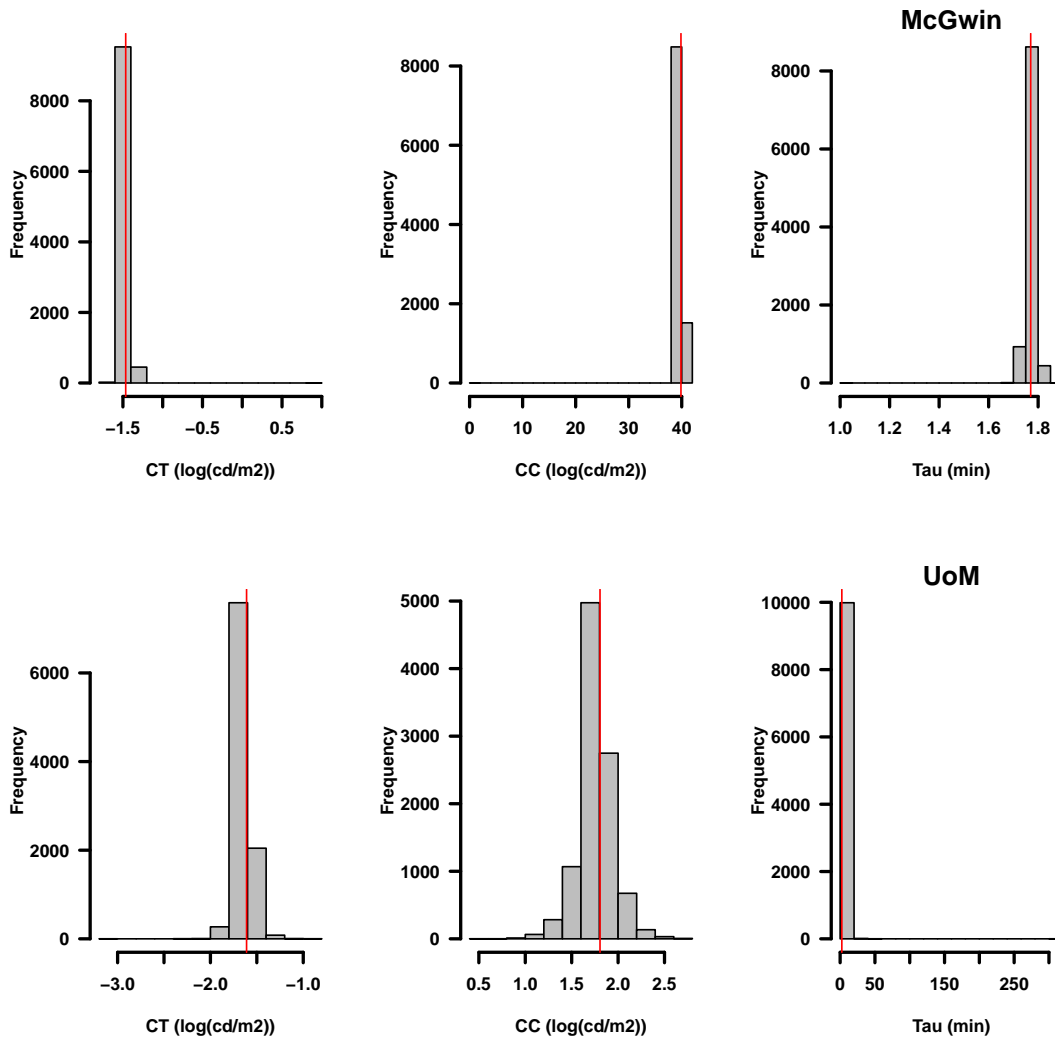 McGwin
Frequency
8000
6000
4000
2000
0
−1.5 −0.5 0.5
CT (log(cd/m2))
Frequency
8000
6000
4000
2000
0
0 10 20 30 40
CC (log(cd/m2))
Frequency
8000
6000
4000
2000
0
1.0 1.2 1.4 1.6 1.8
Tau (min)
UoM
Frequency
6000
4000
2000
0
−3.0 −2.0 −1.0
CT (log(cd/m2))
Frequency
5000
4000
3000
2000
1000
0
0.5 1.0 1.5 2.0 2.5
CC (log(cd/m2))
Frequency
10000
8000
6000
4000
2000
0
0 50 150 250
Tau (min)